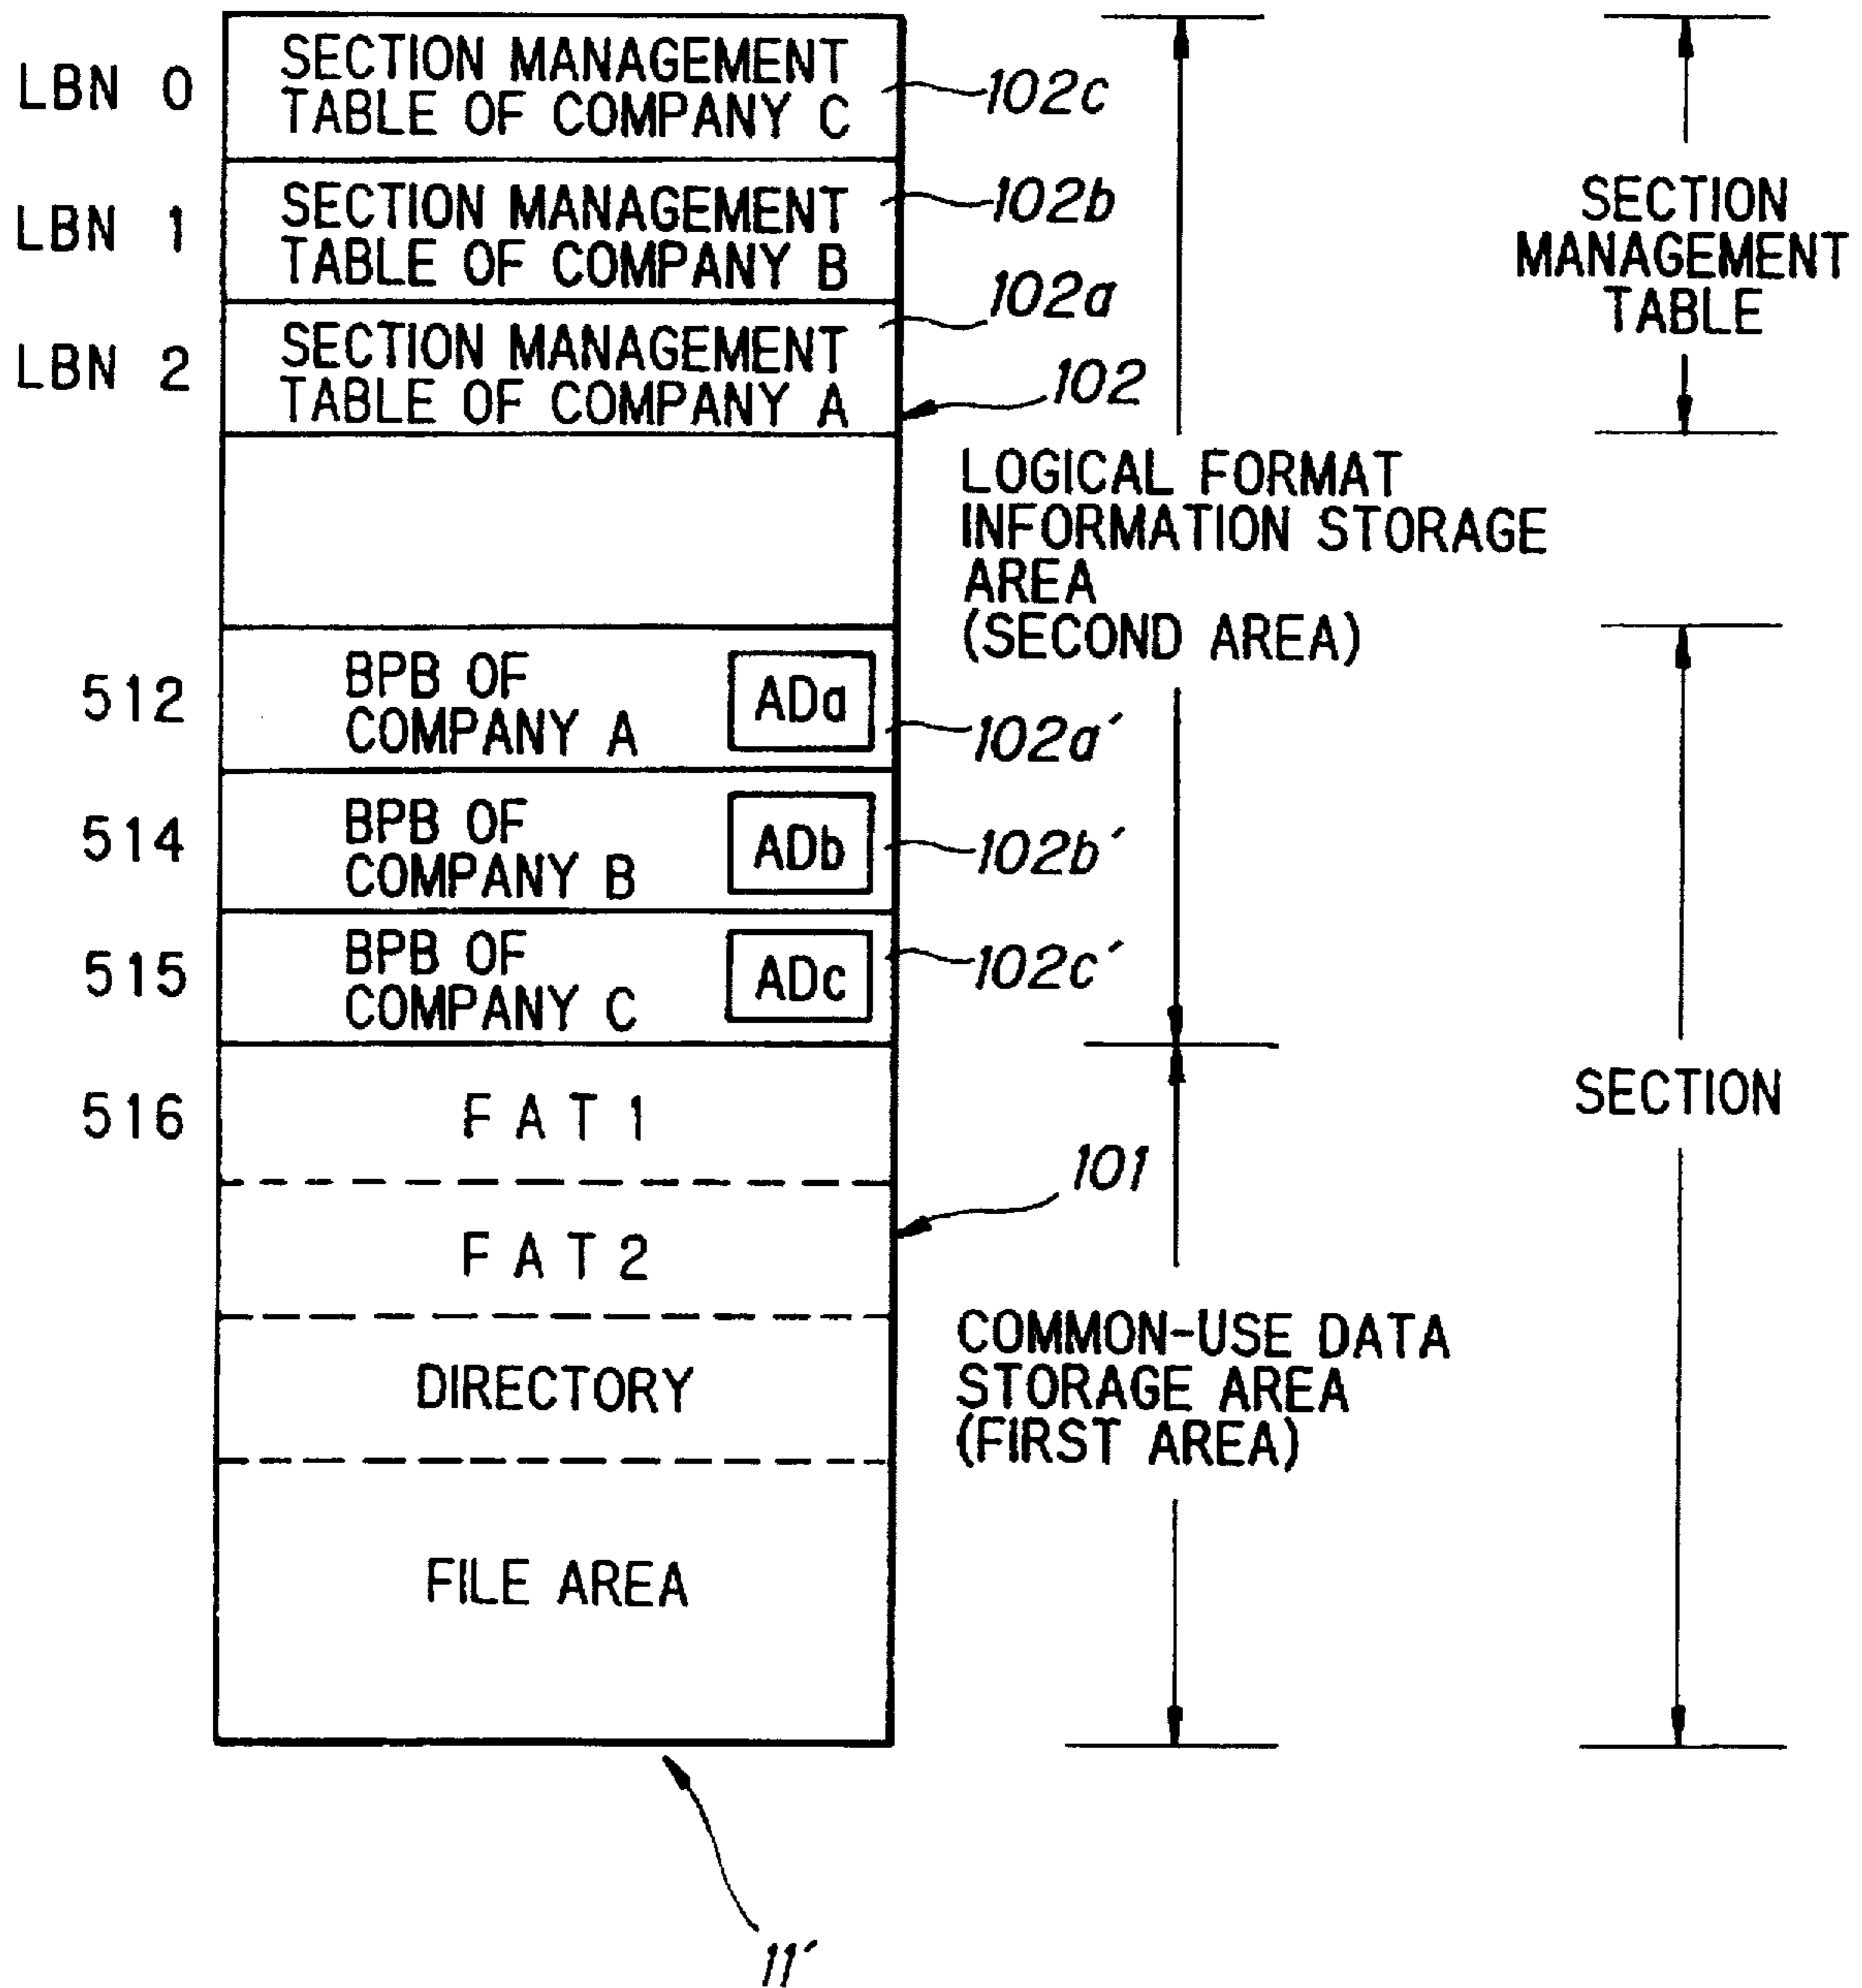 LBN 0
SECTION MANAGEMENT
TABLE OF COMPANY C
102c
LBN 1
SECTION MANAGEMENT
TABLE OF COMPANY B
102b
LBN 2
SECTION MANAGEMENT
TABLE OF COMPANY A
102a
102
SECTION
MANAGEMENT
TABLE
LOGICAL FORMAT
INFORMATION STORAGE
AREA
(SECOND AREA)
512
BPB OF
COMPANY A
ADa
102a′
514
BPB OF
COMPANY B
ADb
102b′
515
BPB OF
COMPANY C
ADc
102c′
516
FAT1
SECTION
101
FAT2
COMMON-USE DATA
STORAGE AREA
(FIRST AREA)
DIRECTORY
FILE AREA
11′